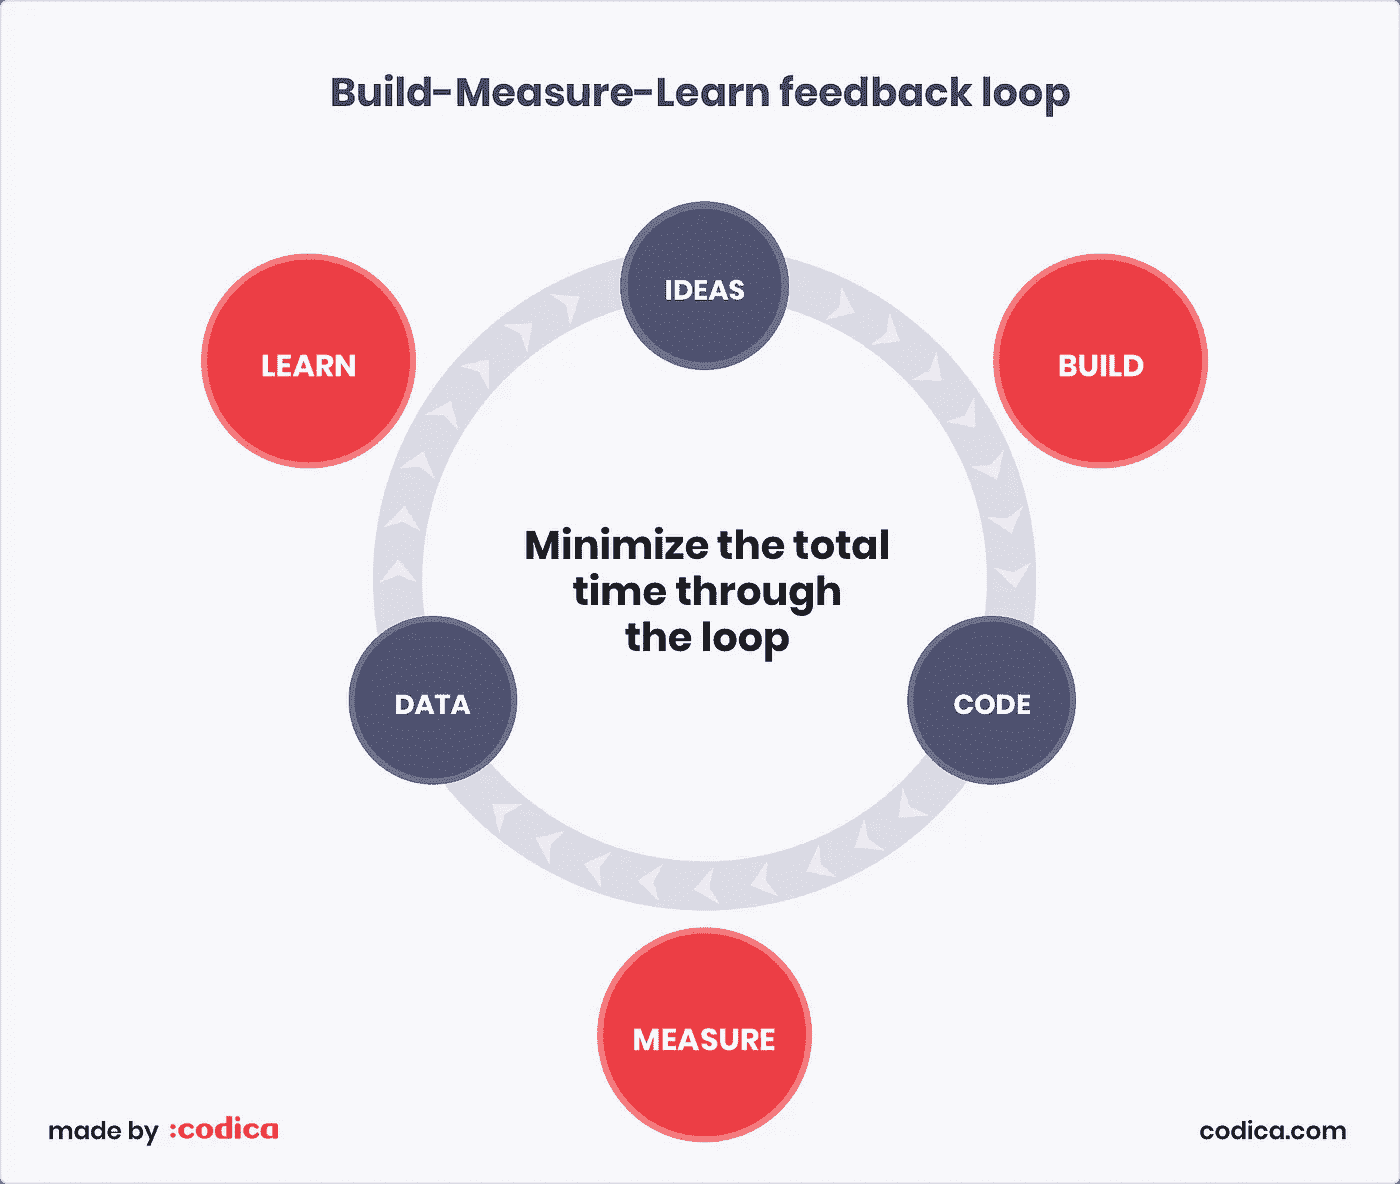 Build-Measure-Learn feedback loop
IDEAS
LEARN
BUILD
Minimize the total
time through
the loop
DATA
CODE
MEASURE
made by :codica
codica.com